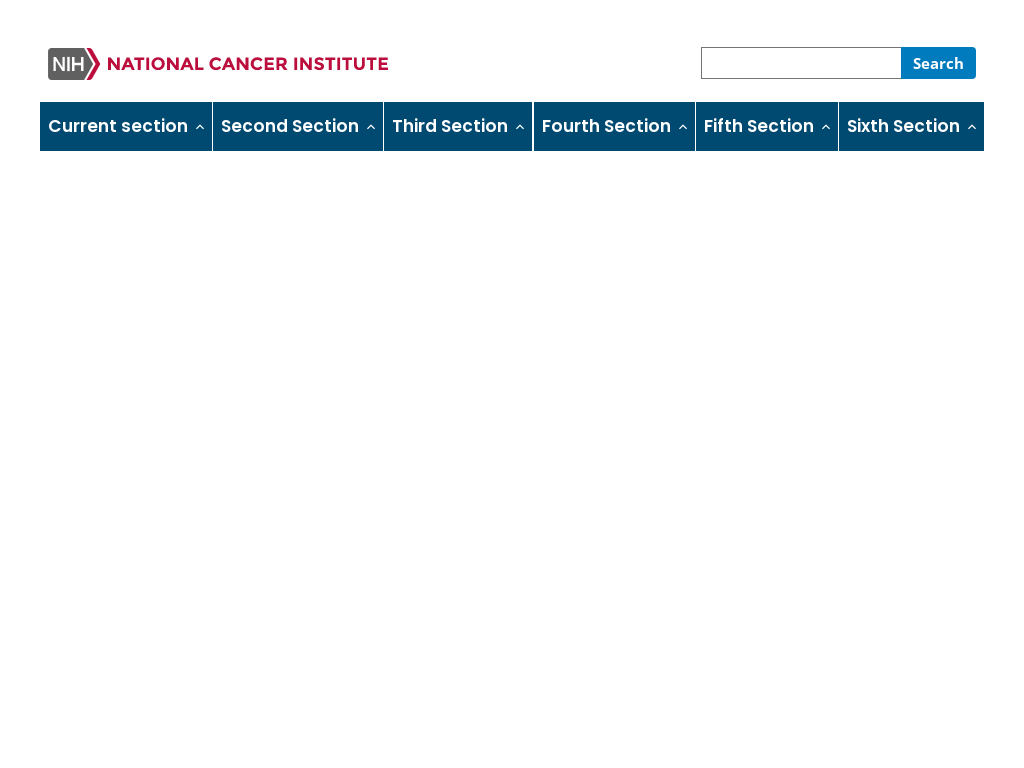 NIH NATIONAL CANCER INSTITUTE
Search
Current section Second Section Third Section Fourth Section Fifth Section Sixth Section